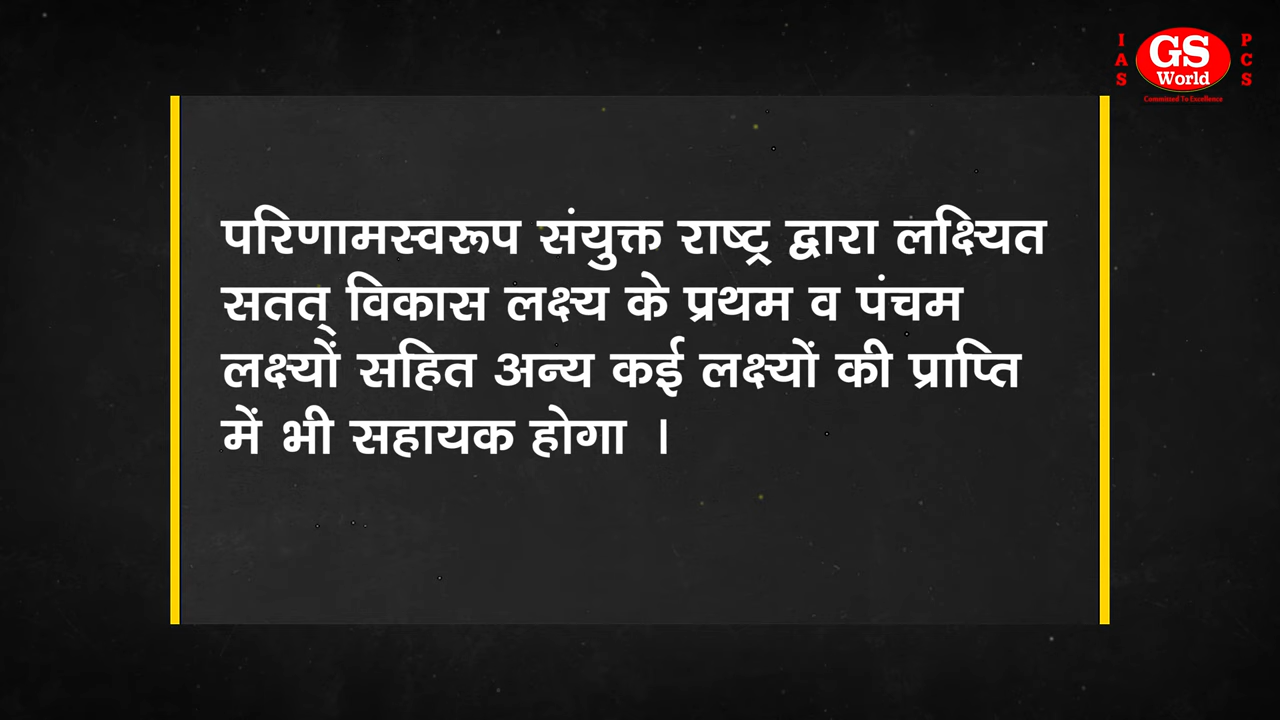 IAS
GS
World
PCS
Committed To Excellence
परिणामस्वरूप संयुक्त राष्ट्र द्वारा लक्ष्यित
सतत् विकास लक्ष्य के प्रथम व पंचम
लक्ष्यों सहित अन्य कई लक्ष्यों की प्राप्ति
में भी सहायक होगा ।